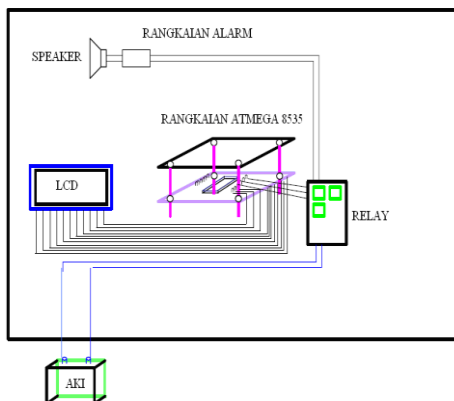 RANGKAIAN ALARM
SPEAKER
RANGKAIAN ATMEGA 8535
LCD
RELAY
AKI